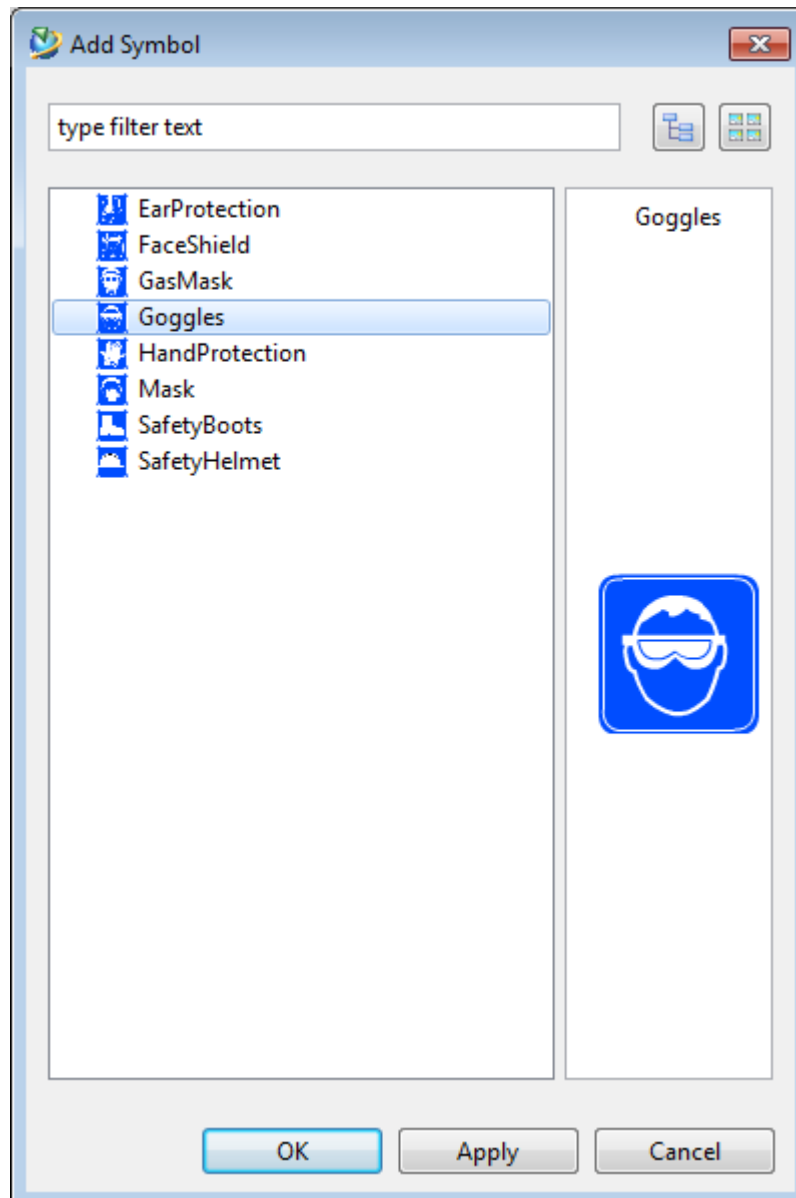 Add Symbol
type filter text
EarProtection
FaceShield
GasMask
Goggles
HandProtection
Mask
SafetyBoots
SafetyHelmet
Goggles
OK
Apply
Cancel